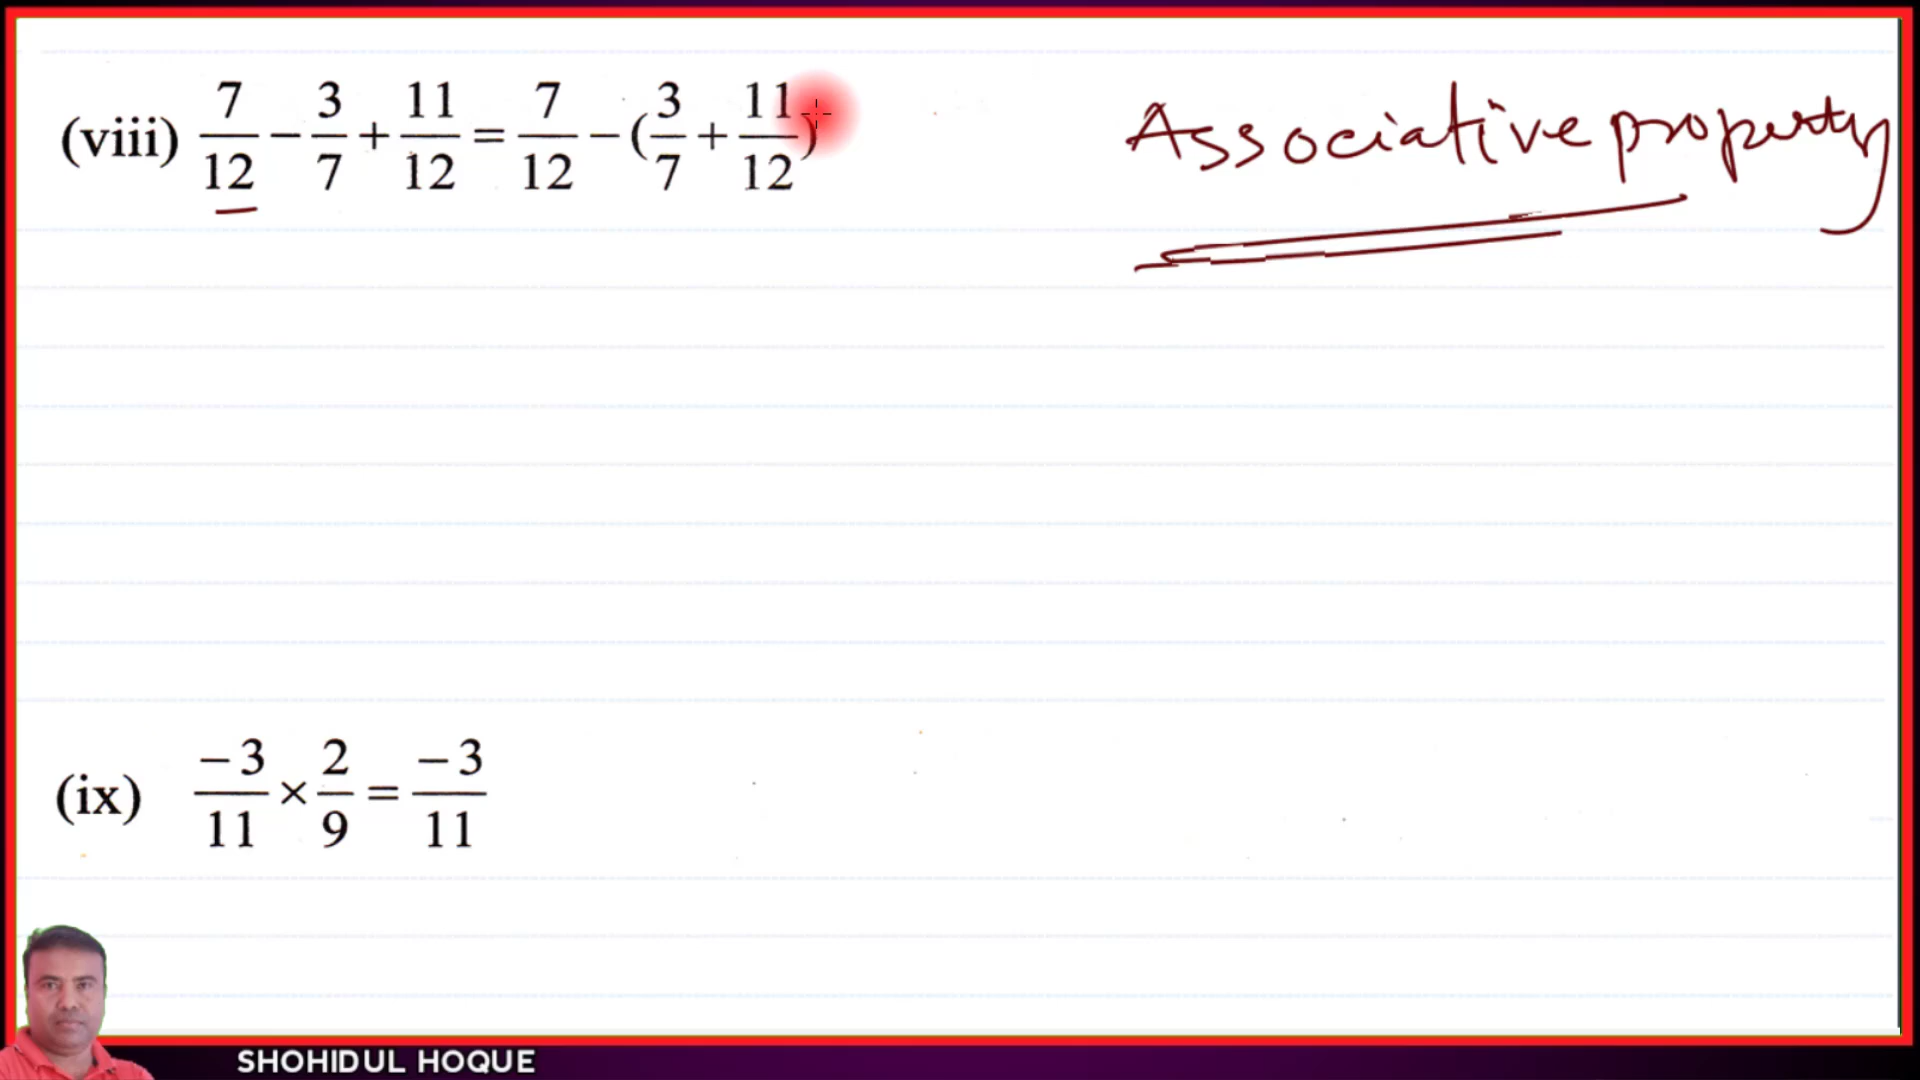 (viii) 7/12 − 3/7 + 11/12 = 7/12 − (3/7 + 11/12)
Associative property
(ix) −3/11 × 2/9 = −3/11
SHOHIDUL HOQUE